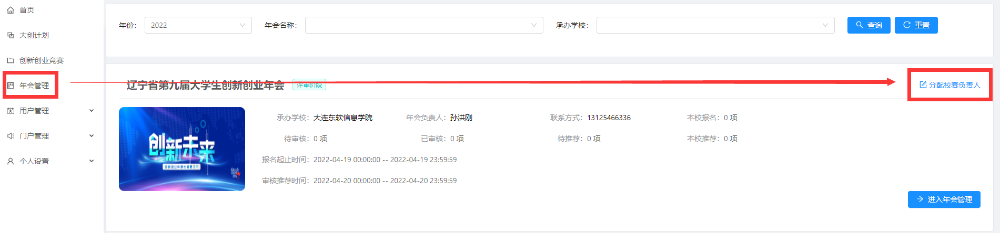 首页
大创计划
创新创业竞赛
年会管理
用户管理
门户管理
个人设置
年份： 2022 年会名称： 承办学校： 查询 重置
辽宁省第九届大学生创新创业年会 评审阶段 分配校赛负责人
创新未来
承办学校：大连东软信息学院 年会负责人：孙洪刚 联系方式：13125466336 本校报名：0 项
待审核：0 项 已审核：0 项 待推荐：0 项 本校推荐：0 项
报名起止时间：2022-04-19 00:00:00 -- 2022-04-19 23:59:59
审核推荐时间：2022-04-20 00:00:00 -- 2022-04-20 23:59:59
进入年会管理